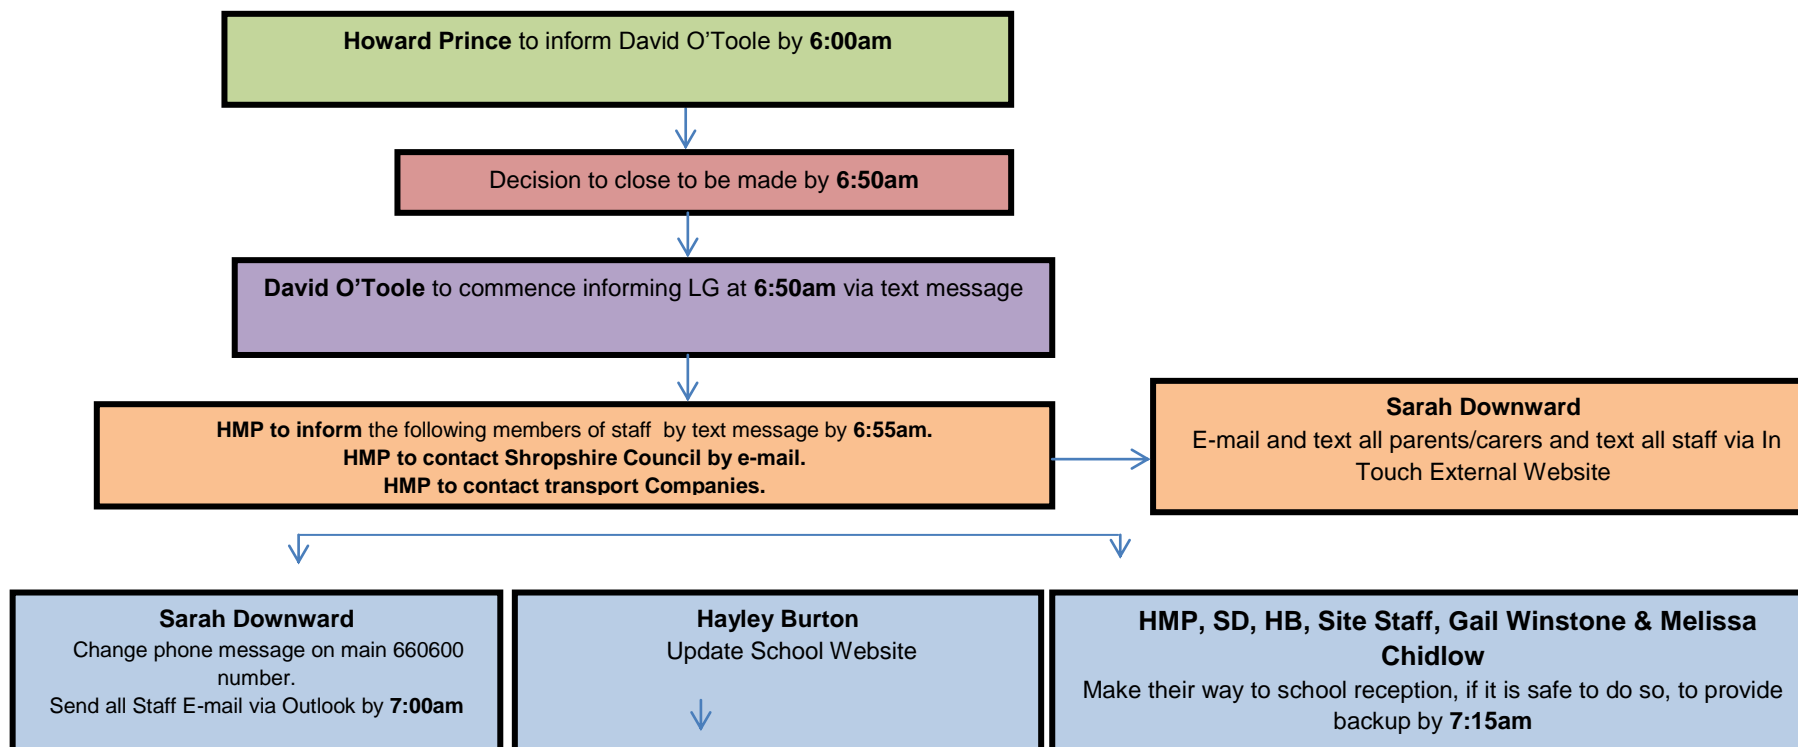 Howard Prince to inform David O’Toole by 6:00am
Decision to close to be made by 6:50am
David O’Toole to commence informing LG at 6:50am via text message
HMP to inform the following members of staff by text message by 6:55am.
HMP to contact Shropshire Council by e-mail.
HMP to contact transport Companies.
Sarah Downward
E-mail and text all parents/carers and text all staff via In
Touch External Website
Sarah Downward
Change phone message on main 660600
number.
Send all Staff E-mail via Outlook by 7:00am
Hayley Burton
Update School Website
HMP, SD, HB, Site Staff, Gail Winstone & Melissa
Chidlow
Make their way to school reception, if it is safe to do so, to provide
backup by 7:15am